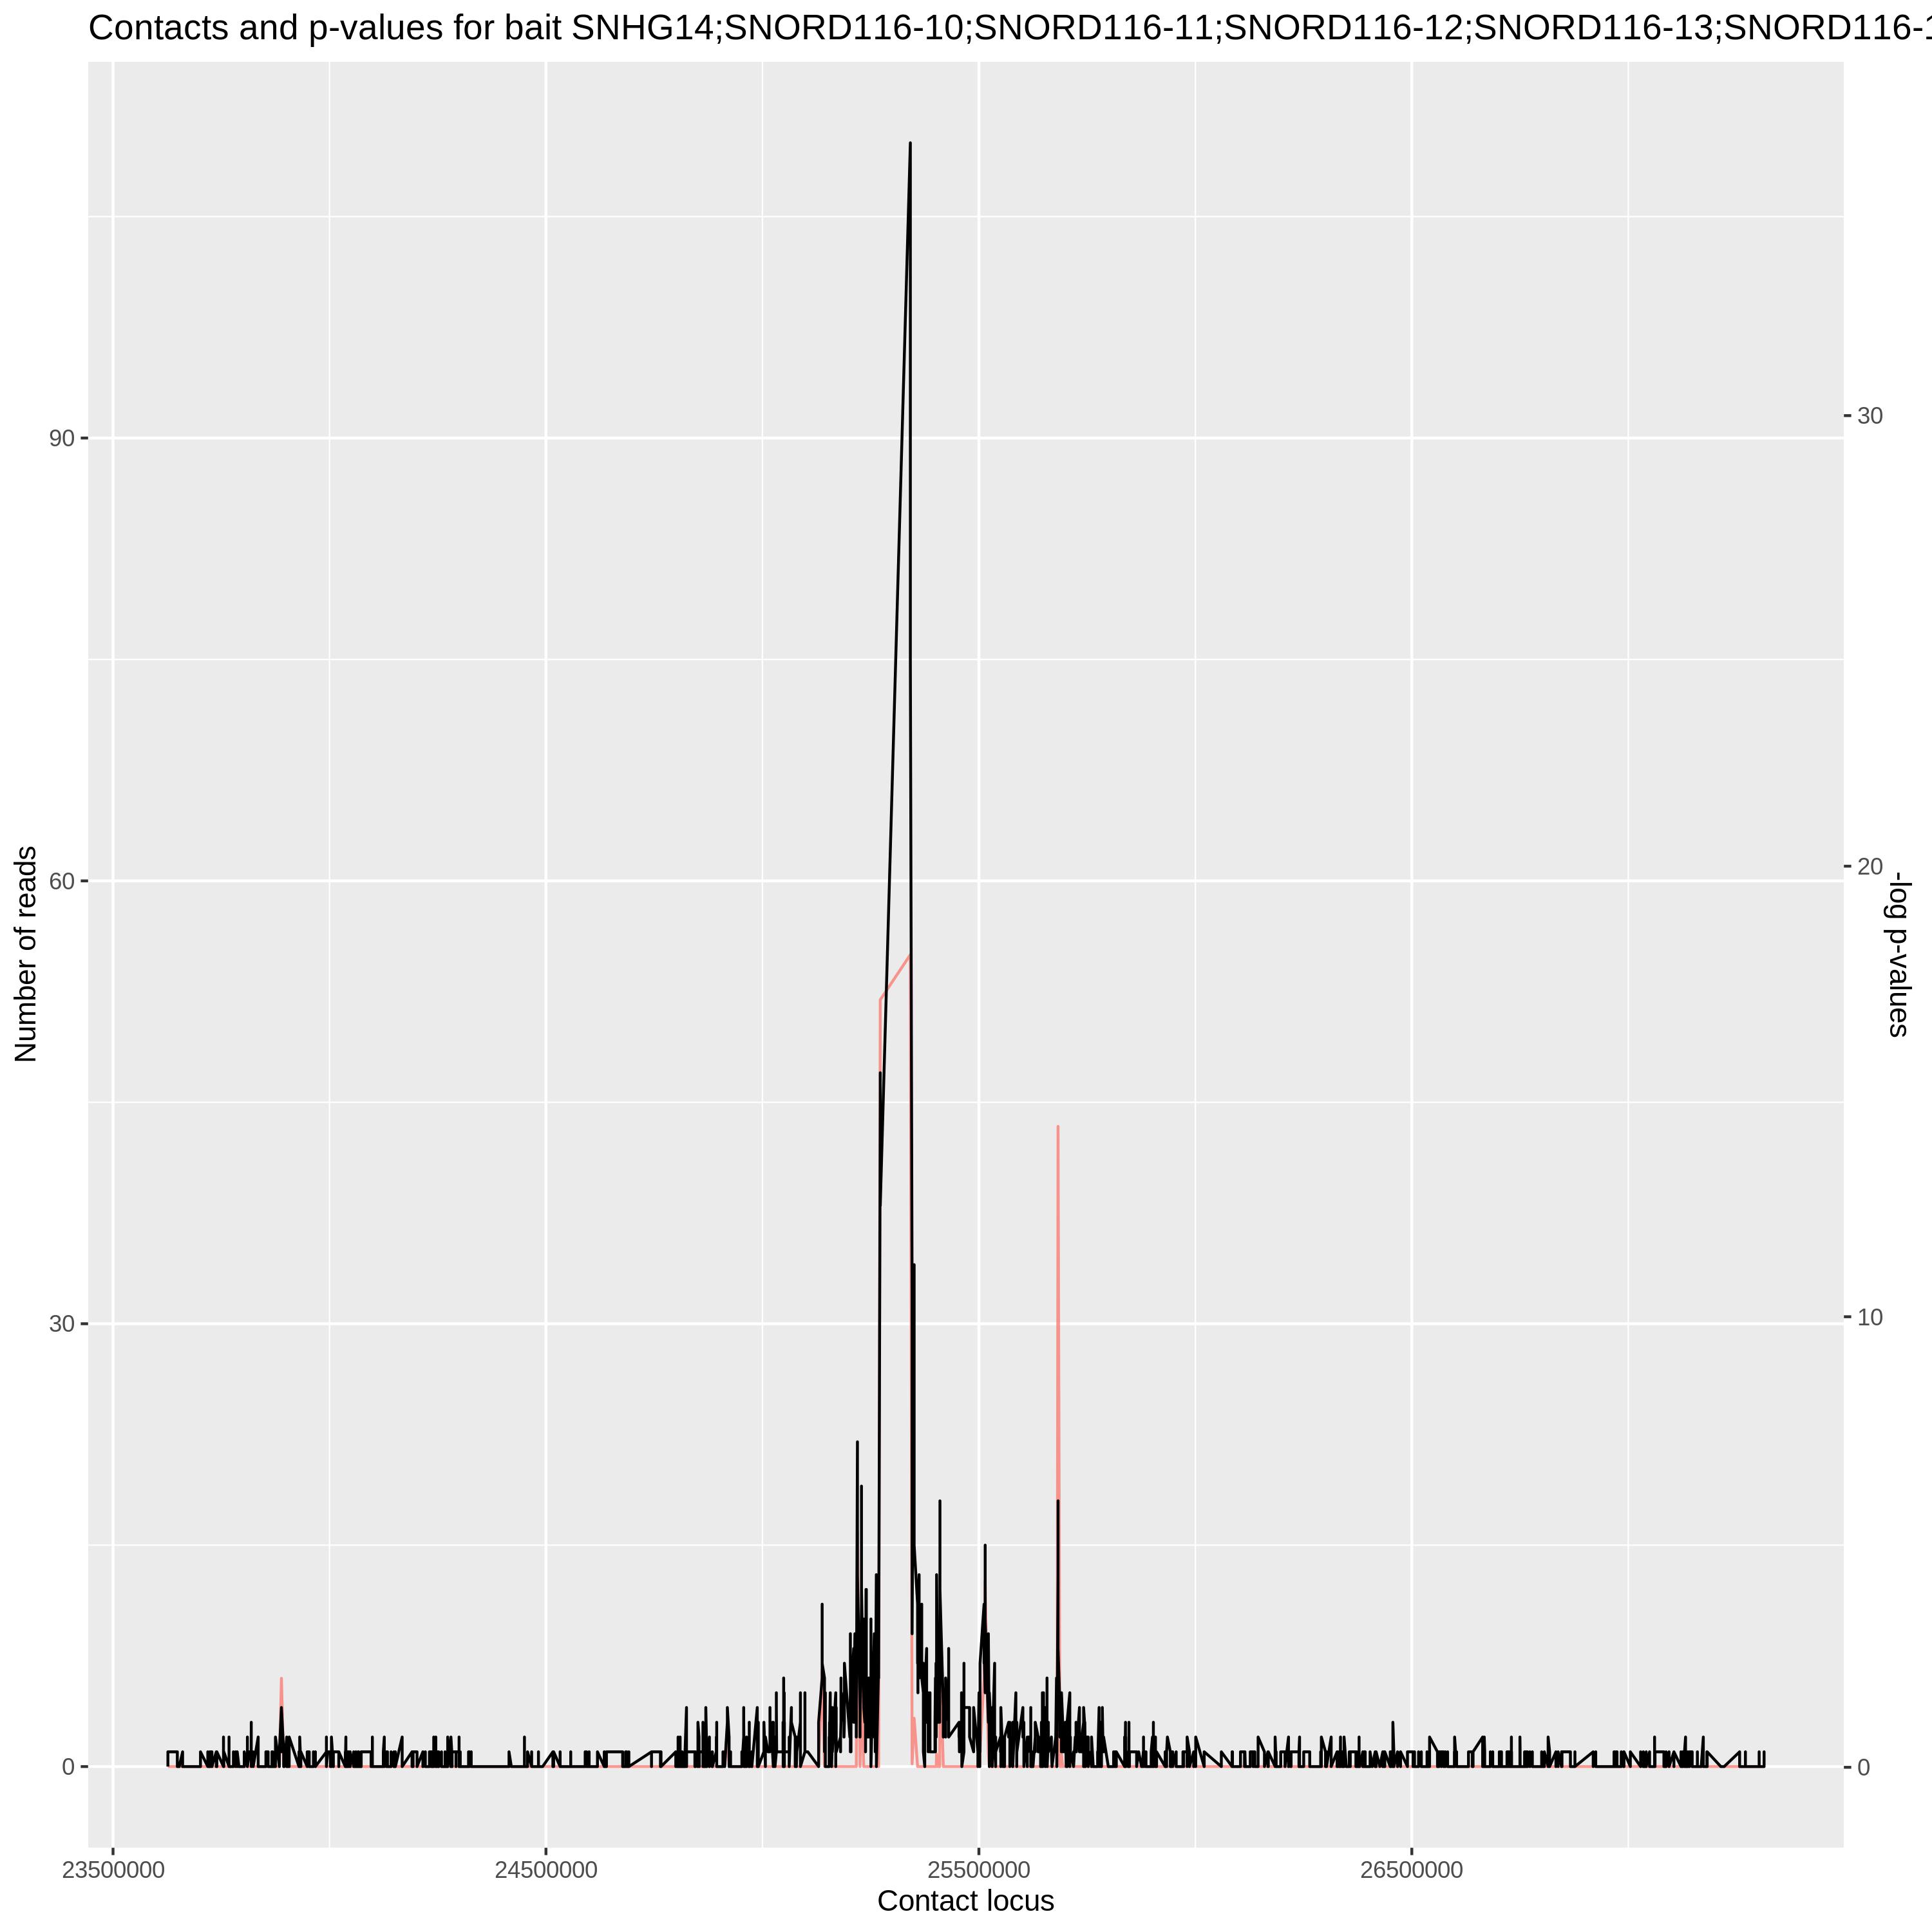 Contacts and p-values for bait SNHG14;SNORD116-10;SNORD116-11;SNORD116-12;SNORD116-13;SNORD116-1
90
60
30
0
Number of reads
30
20
10
0
-log p-values
23500000 24500000 25500000 26500000
Contact locus